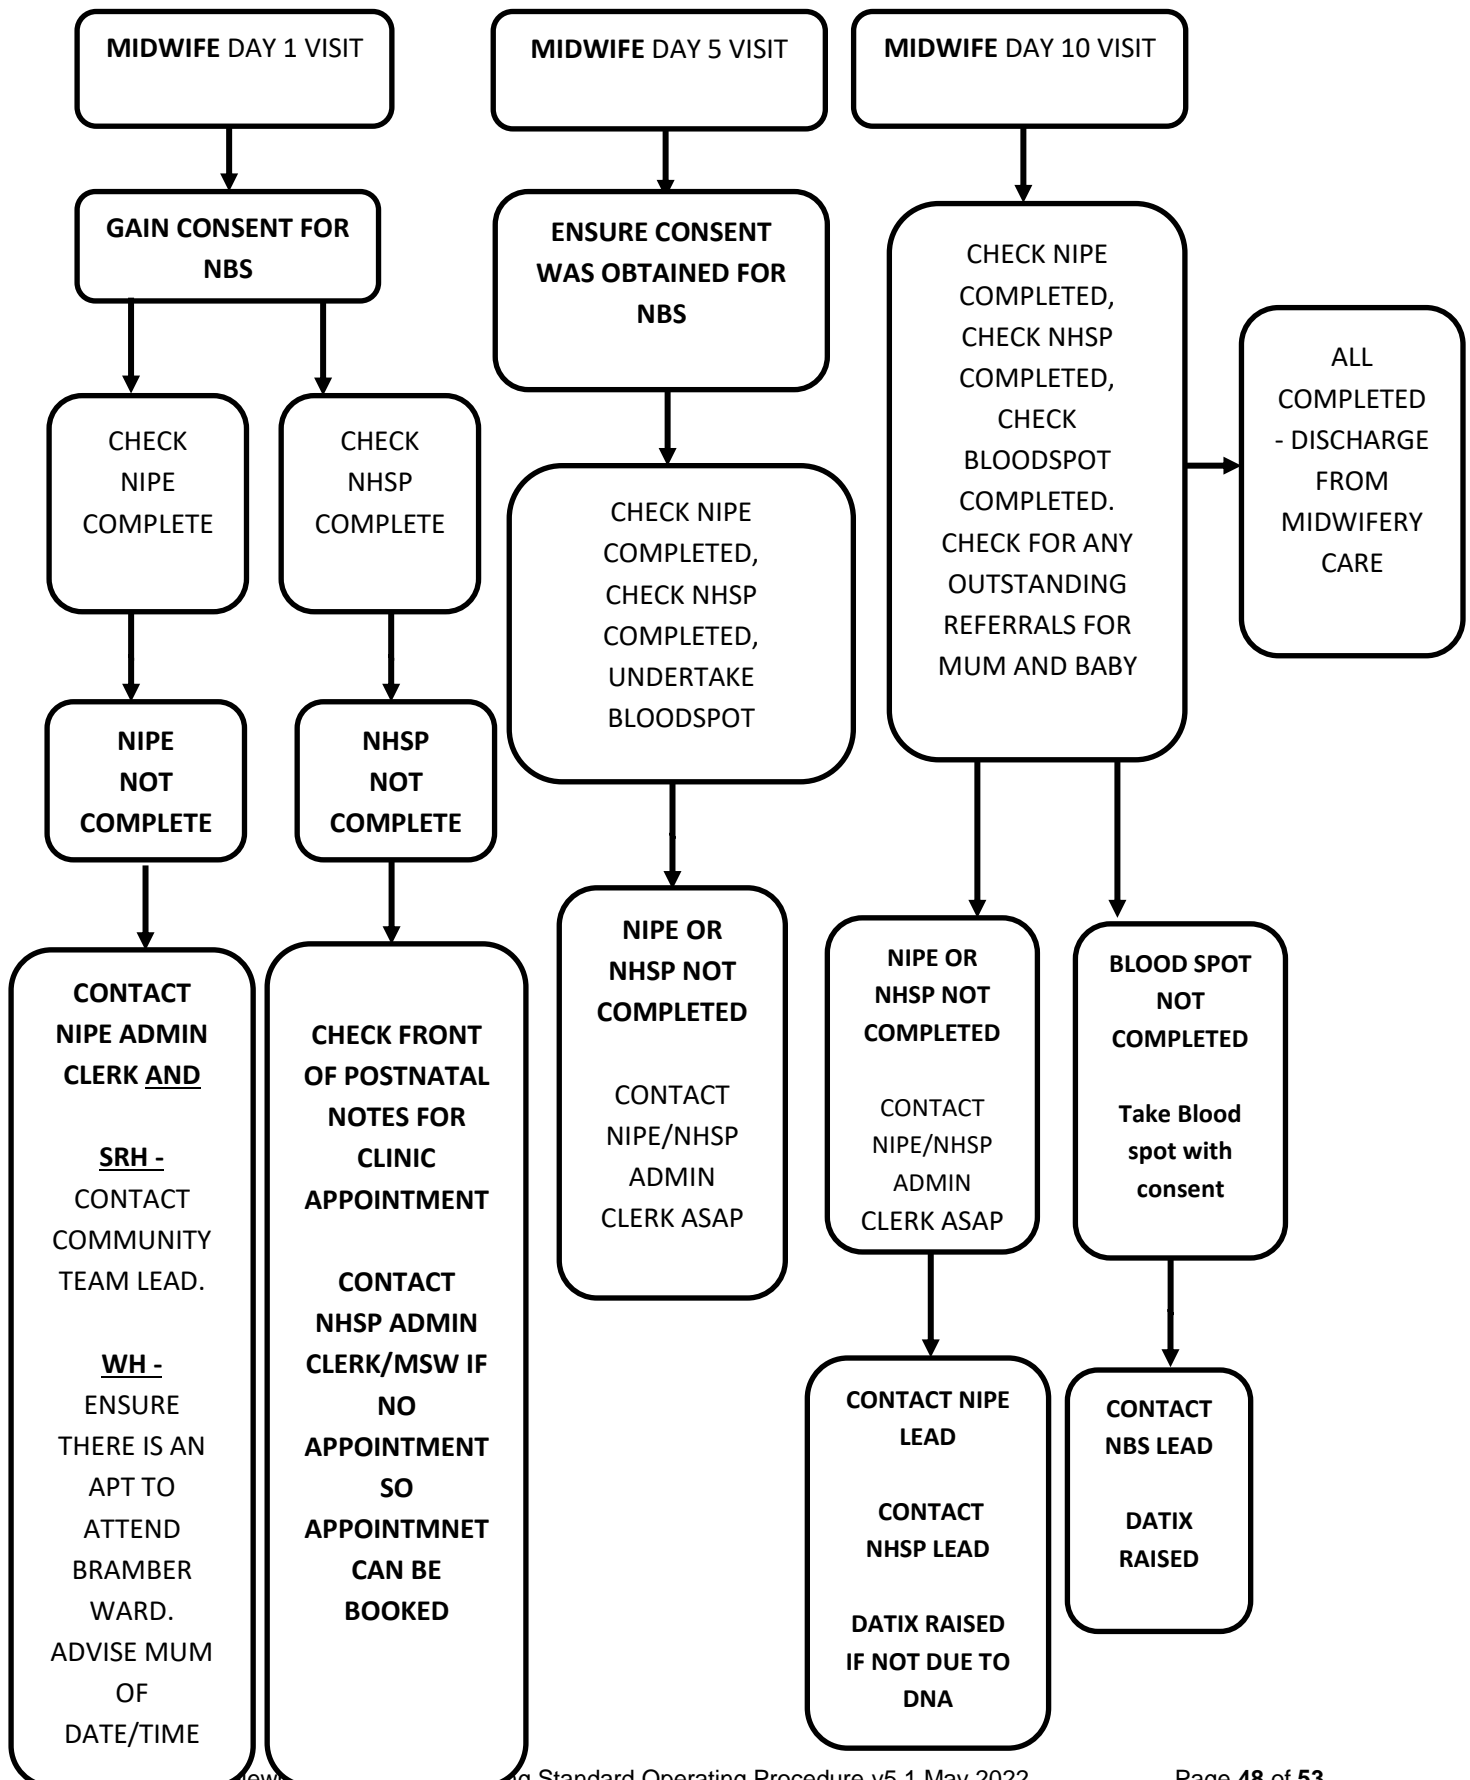 MIDWIFE DAY 1 VISIT
GAIN CONSENT FOR
NBS
CHECK
NIPE
COMPLETE
CHECK
NHSP
COMPLETE
NIPE
NOT
COMPLETE
NHSP
NOT
COMPLETE
CONTACT
NIPE ADMIN
CLERK AND
SRH -
CONTACT
COMMUNITY
TEAM LEAD.
WH -
ENSURE
THERE IS AN
APT TO
ATTEND
BRAMBER
WARD.
ADVISE MUM
OF
DATE/TIME
CHECK FRONT
OF POSTNATAL
NOTES FOR
CLINIC
APPOINTMENT
CONTACT
NHSP ADMIN
CLERK/MSW IF
NO
APPOINTMENT
SO
APPOINTMNET
CAN BE
BOOKED
MIDWIFE DAY 5 VISIT
ENSURE CONSENT
WAS OBTAINED FOR
NBS
CHECK NIPE
COMPLETED,
CHECK NHSP
COMPLETED,
UNDERTAKE
BLOODSPOT
NIPE OR
NHSP NOT
COMPLETED
CONTACT
NIPE/NHSP
ADMIN
CLERK ASAP
MIDWIFE DAY 10 VISIT
CHECK NIPE
COMPLETED,
CHECK NHSP
COMPLETED,
CHECK
BLOODSPOT
COMPLETED.
CHECK FOR ANY
OUTSTANDING
REFERRALS FOR
MUM AND BABY
ALL
COMPLETED
- DISCHARGE
FROM
MIDWIFERY
CARE
NIPE OR
NHSP NOT
COMPLETED
CONTACT
NIPE/NHSP
ADMIN
CLERK ASAP
BLOOD SPOT
NOT
COMPLETED
Take Blood
spot with
consent
CONTACT NIPE
LEAD
CONTACT
NHSP LEAD
DATIX RAISED
IF NOT DUE TO
DNA
CONTACT
NBS LEAD
DATIX
RAISED
Standard Operating Procedure v5.1 May 2022 Page 48 of 53